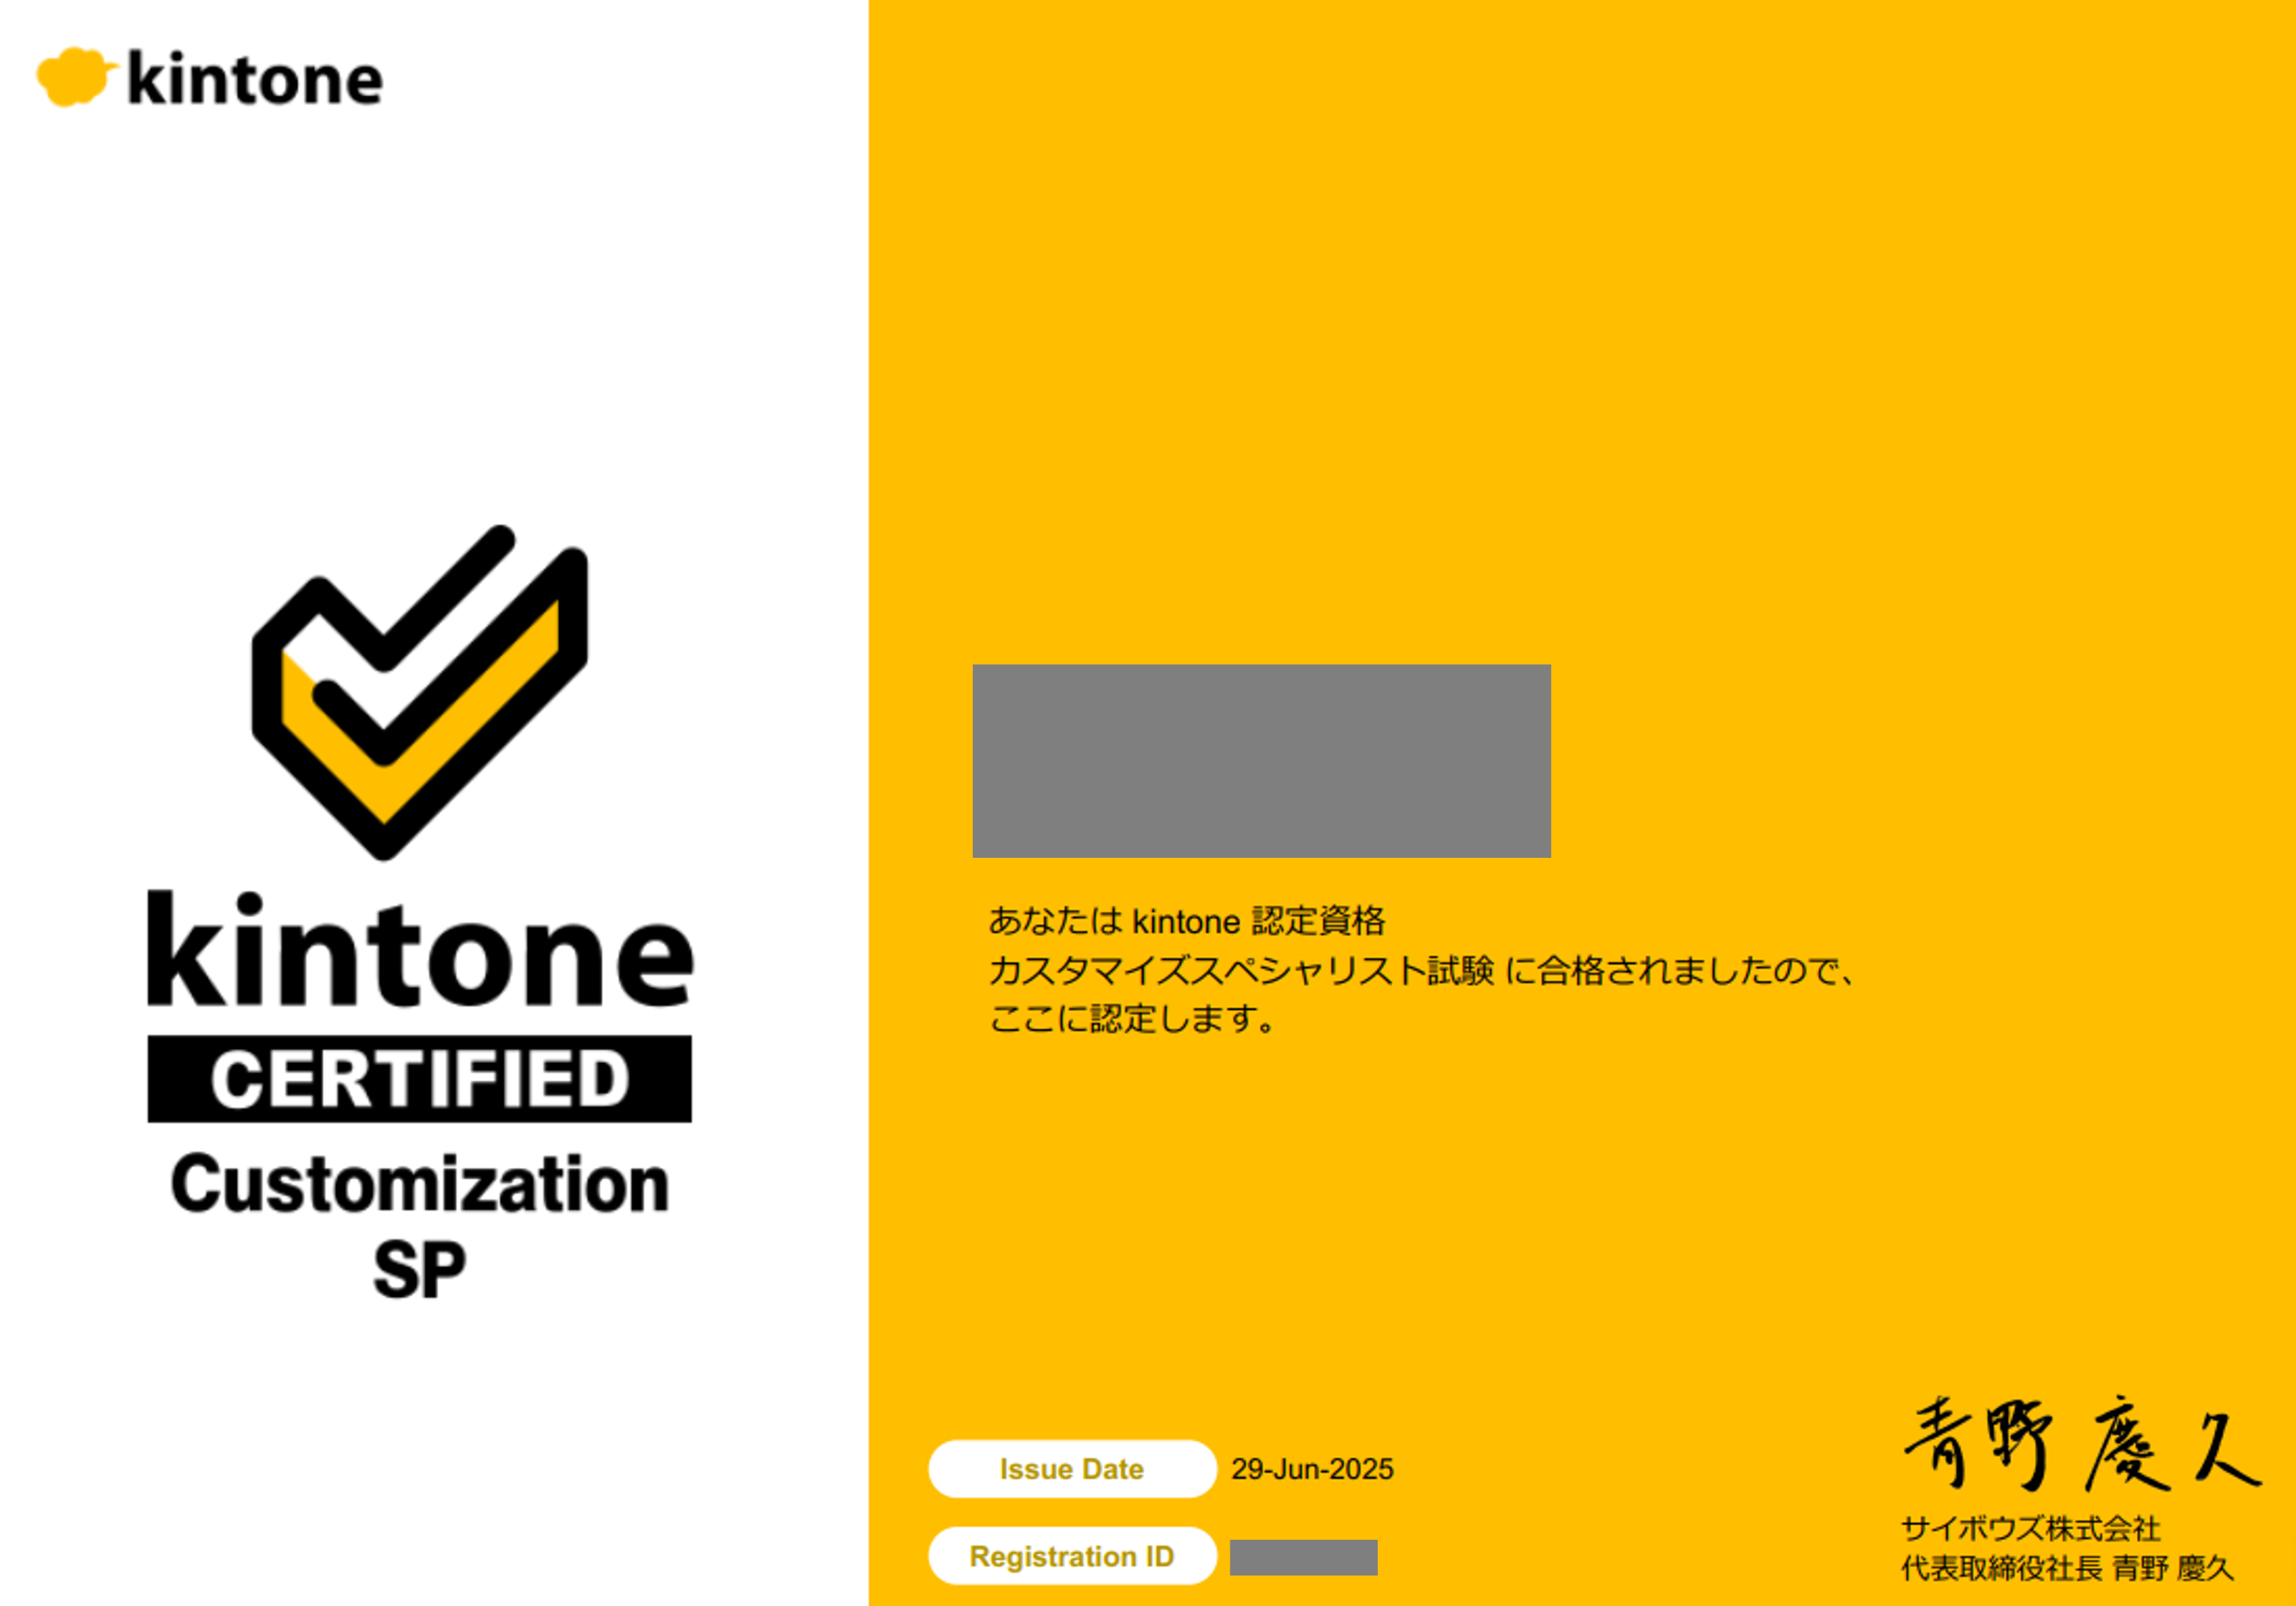 kintone
kintone
CERTIFIED
Customization
SP
あなたは kintone 認定資格
カスタマイズスペシャリスト試験 に合格されましたので、
ここに認定します。
Issue Date 29-Jun-2025
Registration ID
青野 慶久
サイボウズ株式会社
代表取締役社長 青野 慶久